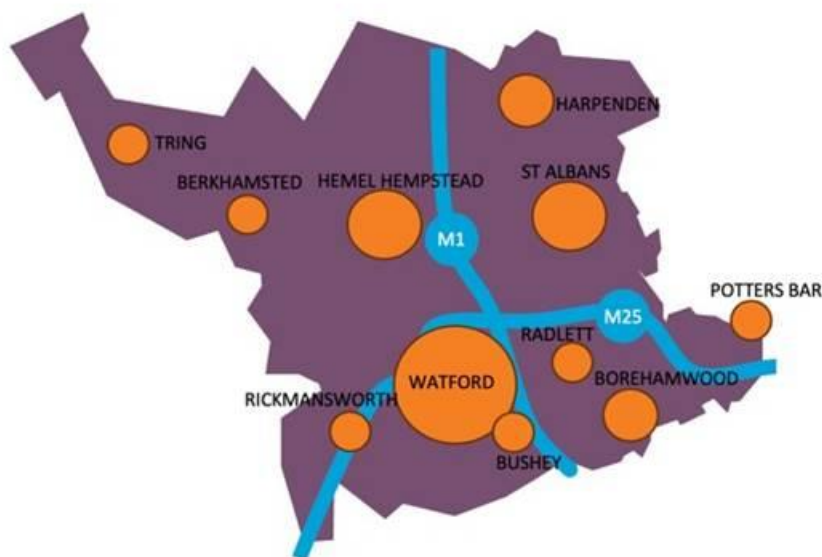 HARPENDEN
TRING
BERKHAMSTED
HEMEL HEMPSTEAD
ST ALBANS
M1
POTTERS BAR
M25
RADLETT
WATFORD
BOREHAMWOOD
RICKMANSWORTH
BUSHEY